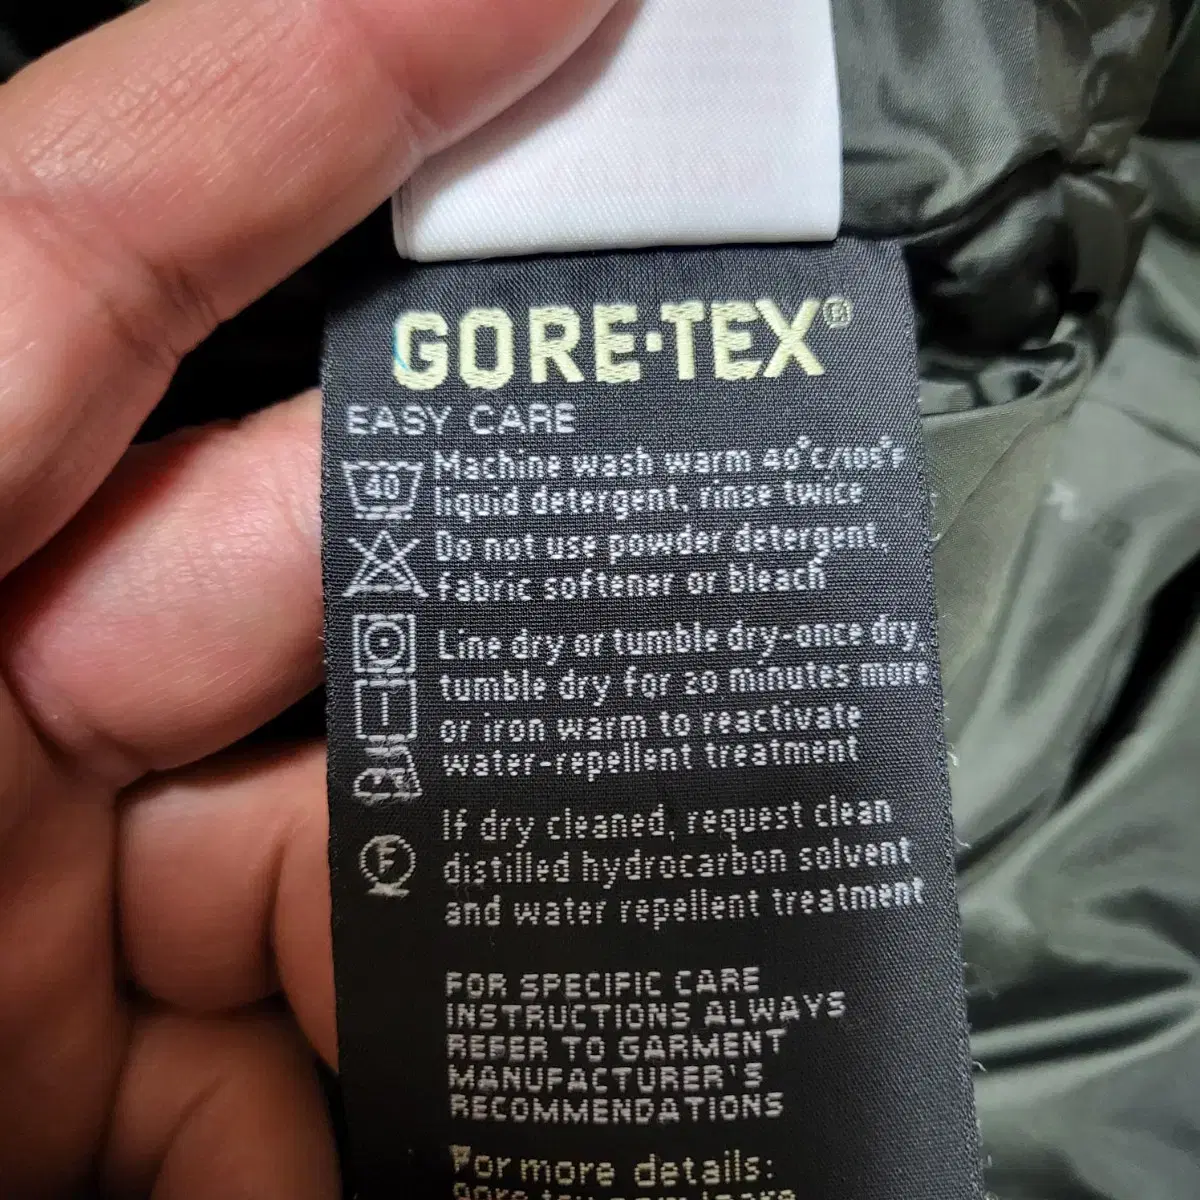 GORE-TEX®
EASY CARE
40
Machine wash warm 40°c/105°f
liquid detergent, rinse twice
Do not use powder detergent,
fabric softener or bleach
Line dry or tumble dry-once dry,
tumble dry for 20 minutes more
or iron warm to reactivate
water-repellent treatment
F
If dry cleaned, request clean
distilled hydrocarbon solvent
and water repellent treatment
FOR SPECIFIC CARE
INSTRUCTIONS ALWAYS
REFER TO GARMENT
MANUFACTURER'S
RECOMMENDATIONS
For more details: